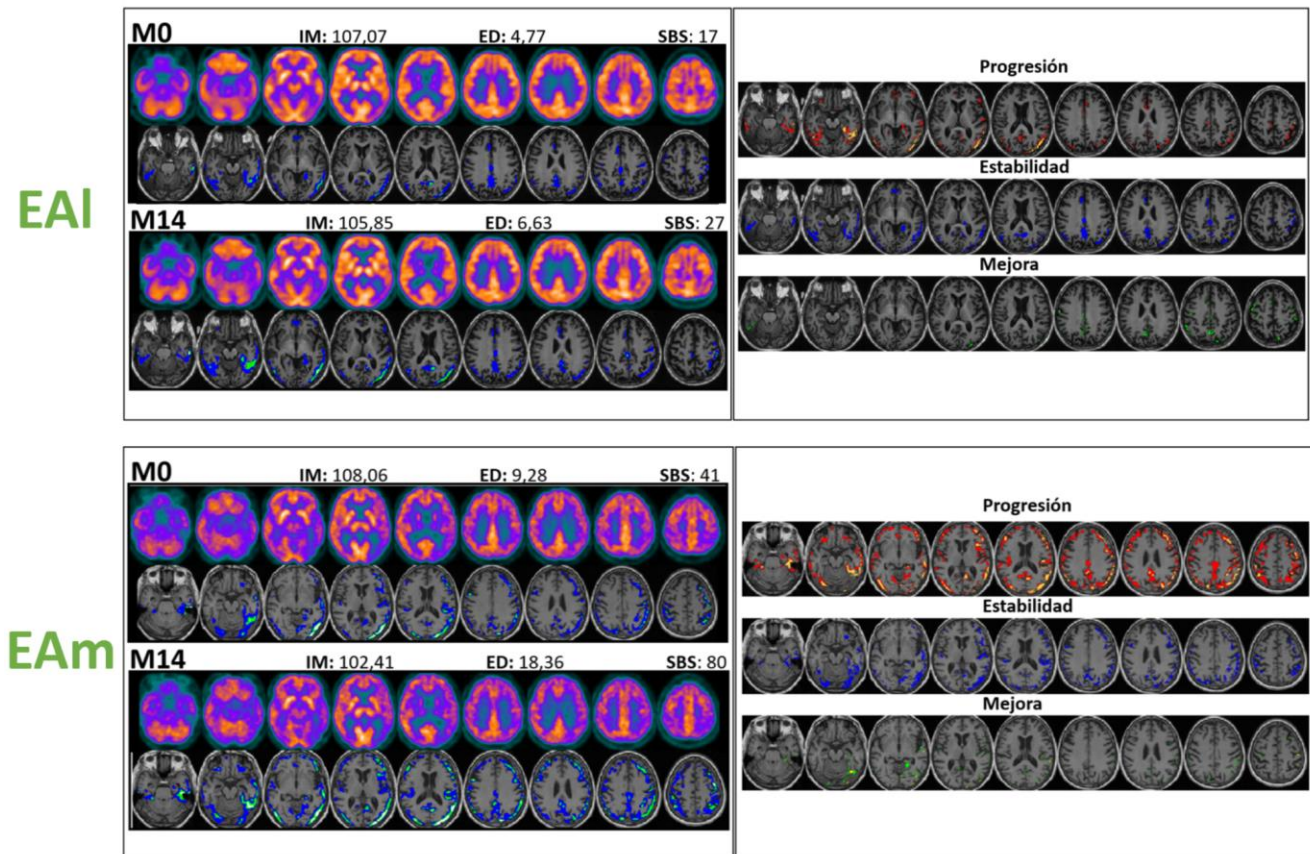 EAl
M0 IM: 107,07 ED: 4,77 SBS: 17
M14 IM: 105,85 ED: 6,63 SBS: 27
Progresión
Estabilidad
Mejora
EAm
M0 IM: 108,06 ED: 9,28 SBS: 41
M14 IM: 102,41 ED: 18,36 SBS: 80
Progresión
Estabilidad
Mejora